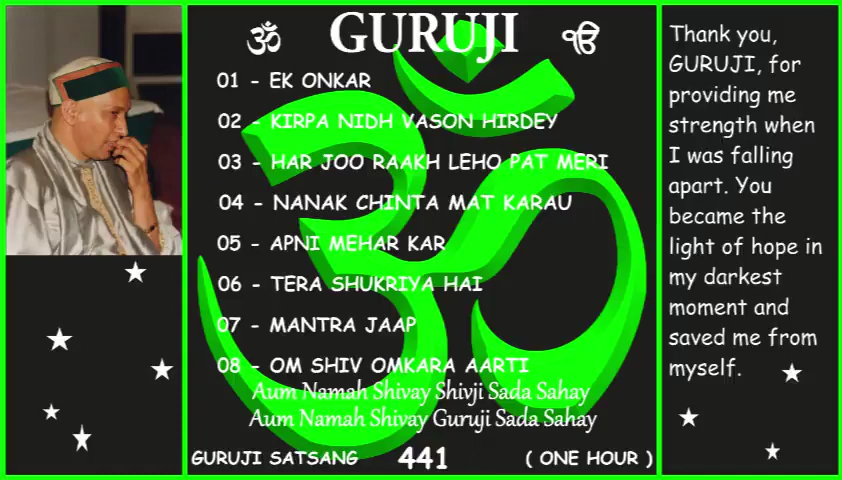 ॐ GURUJI ੴ
01 - EK ONKAR
02 - KIRPA NIDH VASON HIRDEY
03 - HAR JOO RAAKH LEHO PAT MERI
04 - NANAK CHINTA MAT KARAU
05 - APNI MEHAR KAR
06 - TERA SHUKRIYA HAI
07 - MANTRA JAAP
08 - OM SHIV OMKARA AARTI
Aum Namah Shivay Shivji Sada Sahay
Aum Namah Shivay Guruji Sada Sahay
GURUJI SATSANG 441 ( ONE HOUR )
Thank you,
GURUJI, for
providing me
strength when
I was falling
apart. You
became the
light of hope in
my darkest
moment and
saved me from
myself.
ॐ